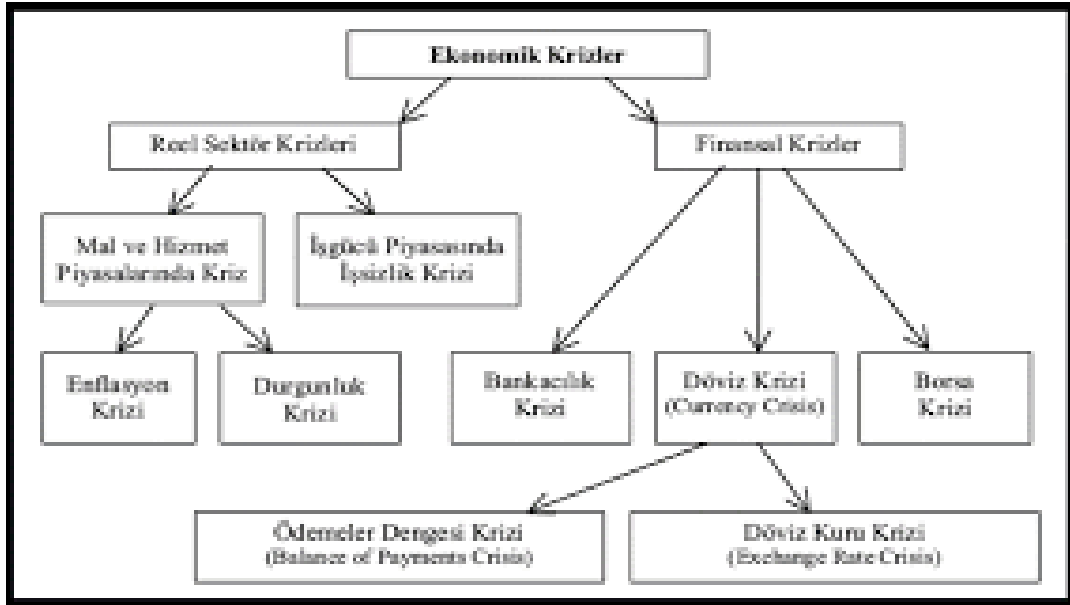 Ekonomik Krizler
Reel Sektör Krizleri
Finansal Krizler
Mal ve Hizmet
Piyasalarında Kriz
İşgücü Piyasasında
İşsizlik Krizi
Enflasyon
Krizi
Durgunluk
Krizi
Bankacılık
Krizi
Döviz Krizi
(Currency Crisis)
Borsa
Krizi
Ödemeler Dengesi Krizi
(Balance of Payments Crisis)
Döviz Kuru Krizi
(Exchange Rate Crisis)